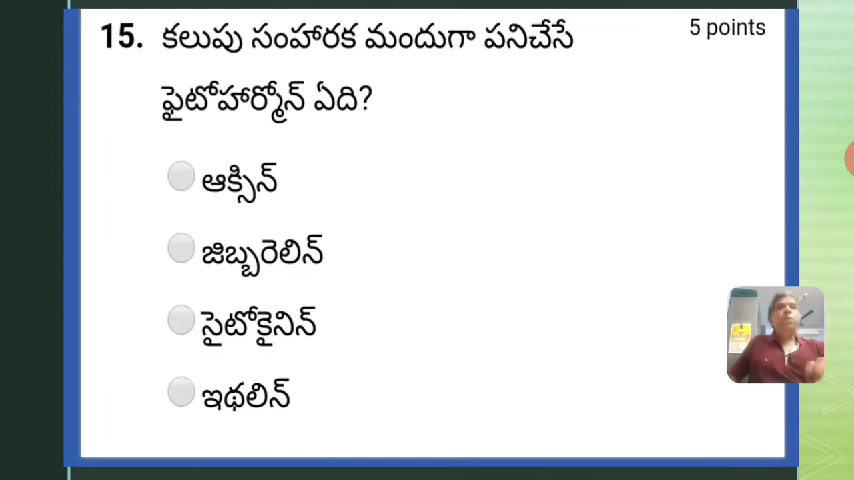 15. కలుపు సంహారక మందుగా పనిచేసే 5 points
ఫైటోహార్మోన్ ఏది?
ఆక్సిన్
జిబ్బరెలిన్
సైటోకైనిన్
ఇథలిన్